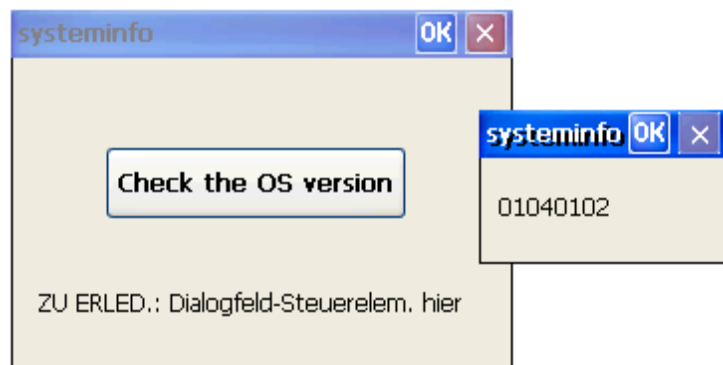 systeminfo OK
Check the OS version
ZU ERLED.: Dialogfeld-Steuerelem. hier
systeminfo OK
01040102